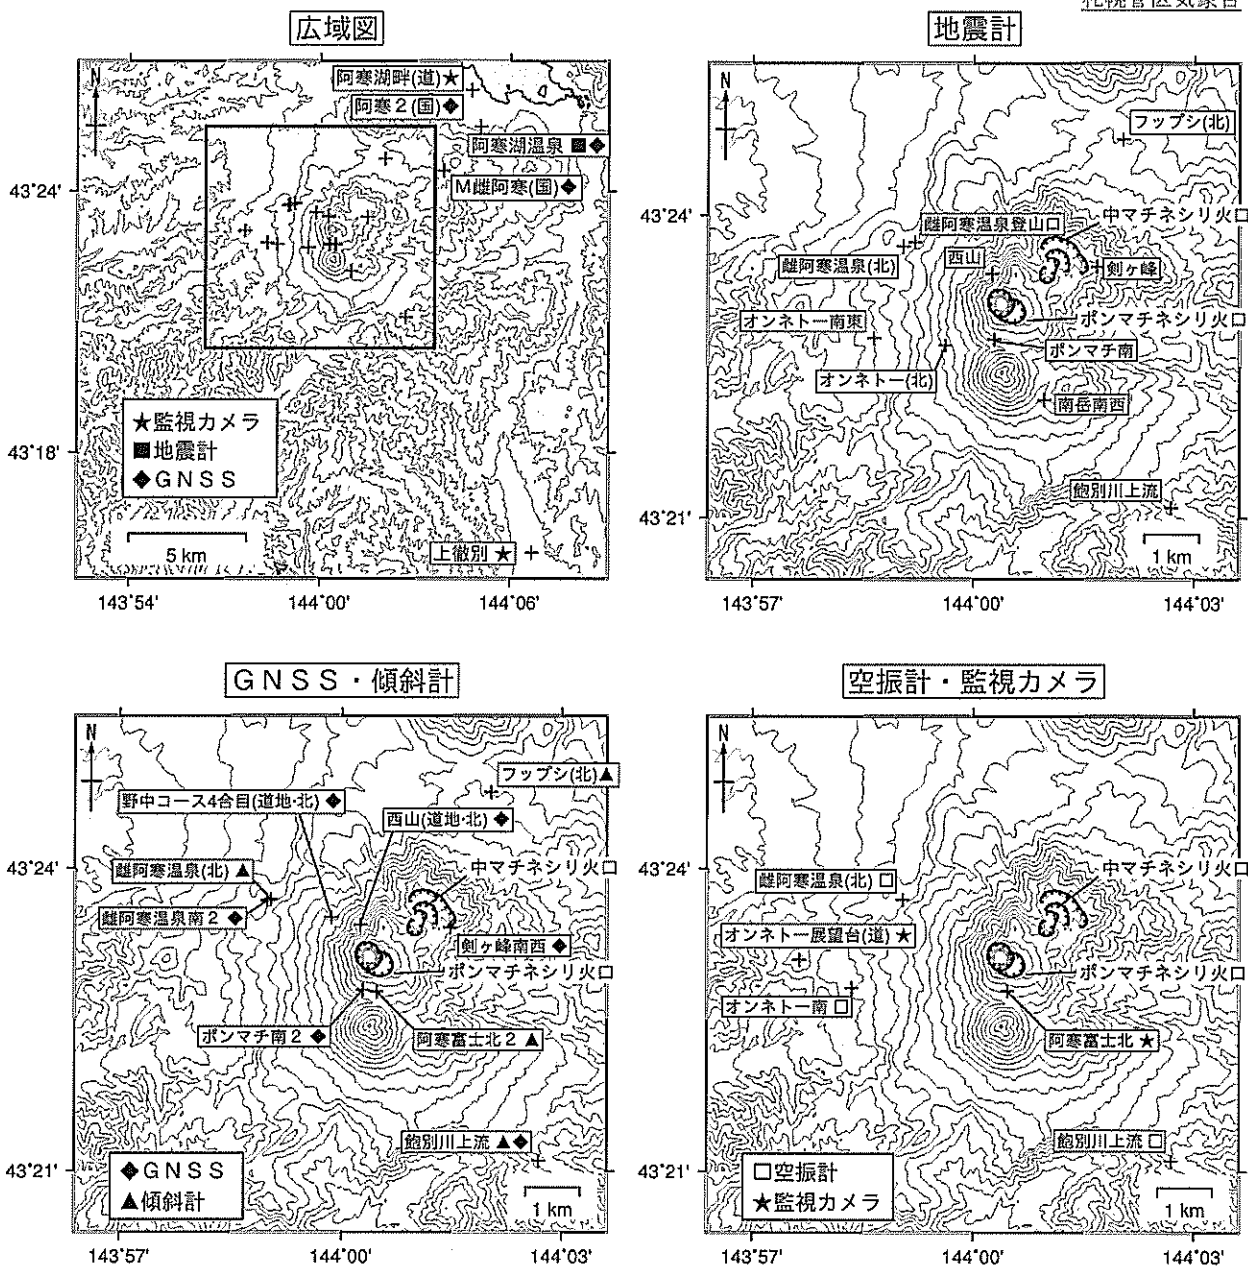 札幌管区気象台
広域図
N
阿寒湖畔(道)★
阿寒2(国)◆
阿寒湖温泉 ■◆
M雌阿寒(国)◆
43°24'
43°18'
★監視カメラ
■地震計
◆GNSS
5 km
上徹別 ★
143°54'
144°00'
144°06'
地震計
N
フップシ(北)
43°24'
雌阿寒温泉登山口
中マチネシリ火口
雌阿寒温泉(北)
西山
剣ヶ峰
オンネトー南東
ポンマチネシリ火口
ポンマチ南
オンネトー(北)
南岳南西
飽別川上流
43°21'
1 km
143°57'
144°00'
144°03'
GNSS・傾斜計
N
フップシ(北)▲
野中コース4合目(道地・北) ◆
西山(道地・北) ◆
43°24'
雌阿寒温泉(北) ▲
中マチネシリ火口
雌阿寒温泉南2 ◆
剣ヶ峰南西 ◆
ポンマチネシリ火口
ポンマチ南2 ◆
阿寒富士北2 ▲
飽別川上流 ▲◆
43°21'
◆GNSS
▲傾斜計
1 km
143°57'
144°00'
144°03'
空振計・監視カメラ
N
43°24'
雌阿寒温泉(北) □
中マチネシリ火口
オンネトー展望台(道) ★
ポンマチネシリ火口
オンネトー南 □
阿寒富士北 ★
飽別川上流 □
43°21'
□空振計
★監視カメラ
1 km
143°57'
144°00'
144°03'